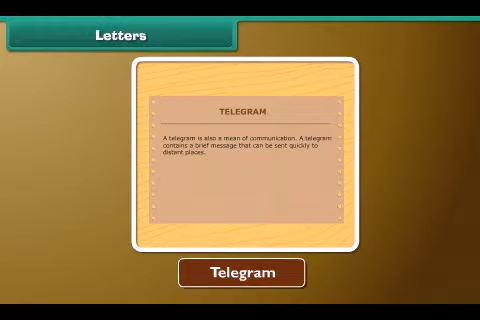 Letters
TELEGRAM
A telegram is also a mean of communication. A telegram
contains a brief message that can be sent quickly to
distant places.
Telegram